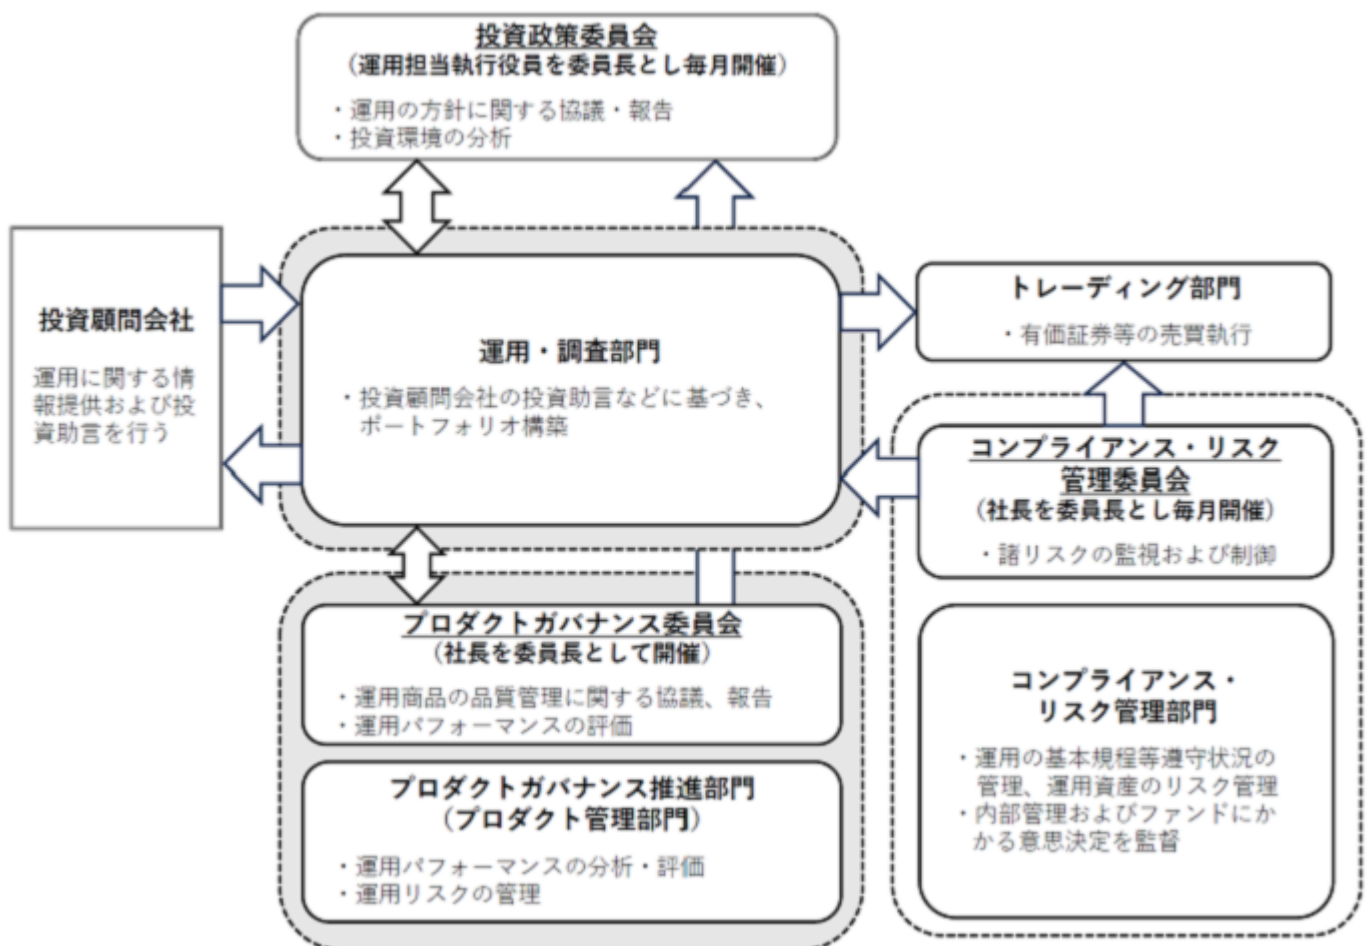 投資政策委員会
（運用担当執行役員を委員長とし毎月開催）
・運用の方針に関する協議・報告
・投資環境の分析
投資顧問会社
運用に関する情
報提供および投
資助言を行う
運用・調査部門
・投資顧問会社の投資助言などに基づき、
ポートフォリオ構築
トレーディング部門
・有価証券等の売買執行
コンプライアンス・リスク
管理委員会
（社長を委員長とし毎月開催）
・諸リスクの監視および制御
プロダクトガバナンス委員会
（社長を委員長として開催）
・運用商品の品質管理に関する協議、報告
・運用パフォーマンスの評価
プロダクトガバナンス推進部門
（プロダクト管理部門）
・運用パフォーマンスの分析・評価
・運用リスクの管理
コンプライアンス・
リスク管理部門
・運用の基本規程等遵守状況の
管理、運用資産のリスク管理
・内部管理およびファンドにか
かる意思決定を監督